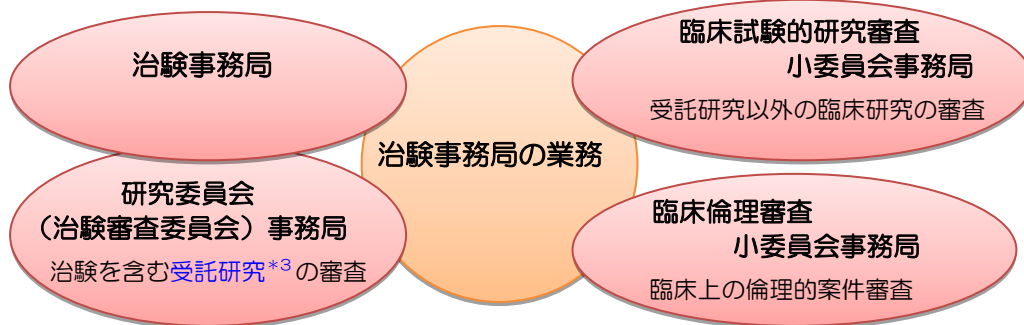 治験事務局
研究委員会
（治験審査委員会）事務局
治験を含む受託研究*3の審査
治験事務局の業務
臨床試験的研究審査
小委員会事務局
受託研究以外の臨床研究の審査
臨床倫理審査
小委員会事務局
臨床上の倫理的案件審査